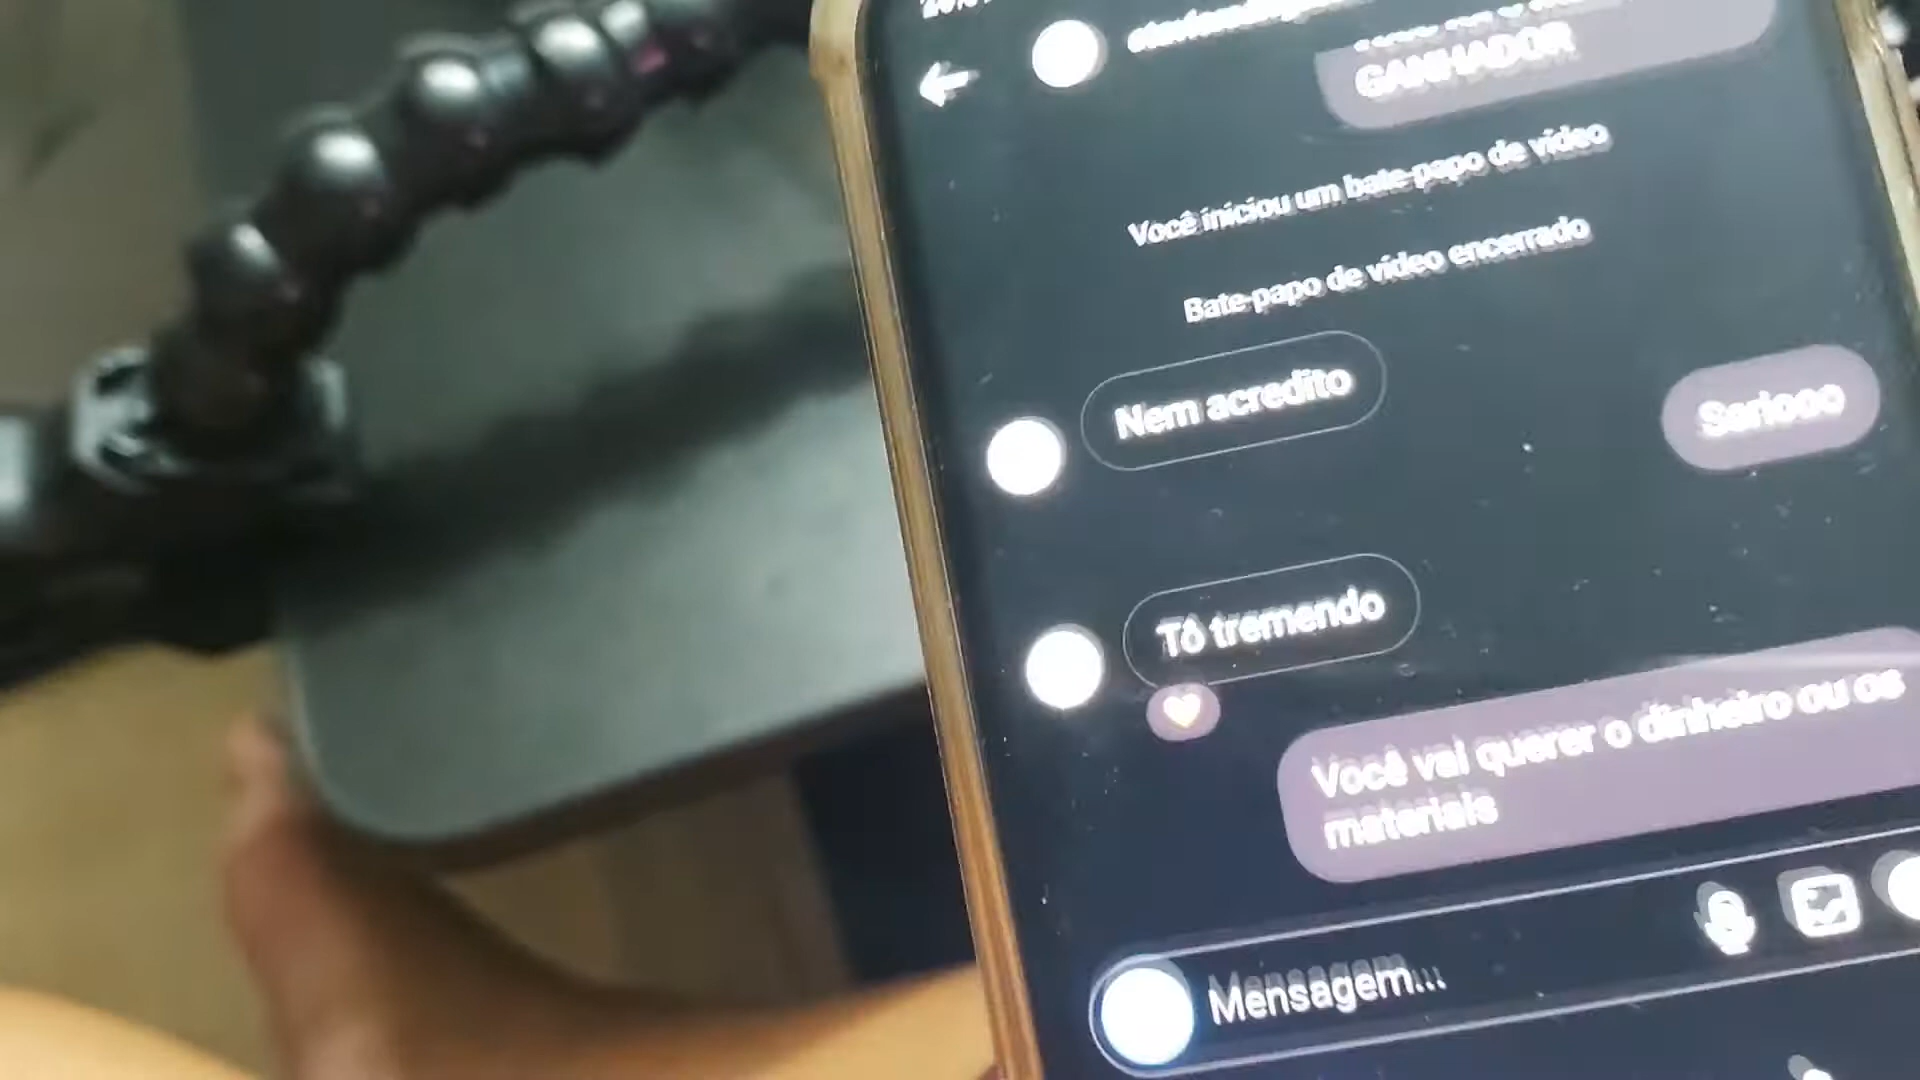 GANHADOR
Você iniciou um bate-papo de vídeo
Bate-papo de vídeo encerrado
Nem acredito
Seriooo
Tô tremendo
Você vai querer o dinheiro ou os
materiais
Mensagem...